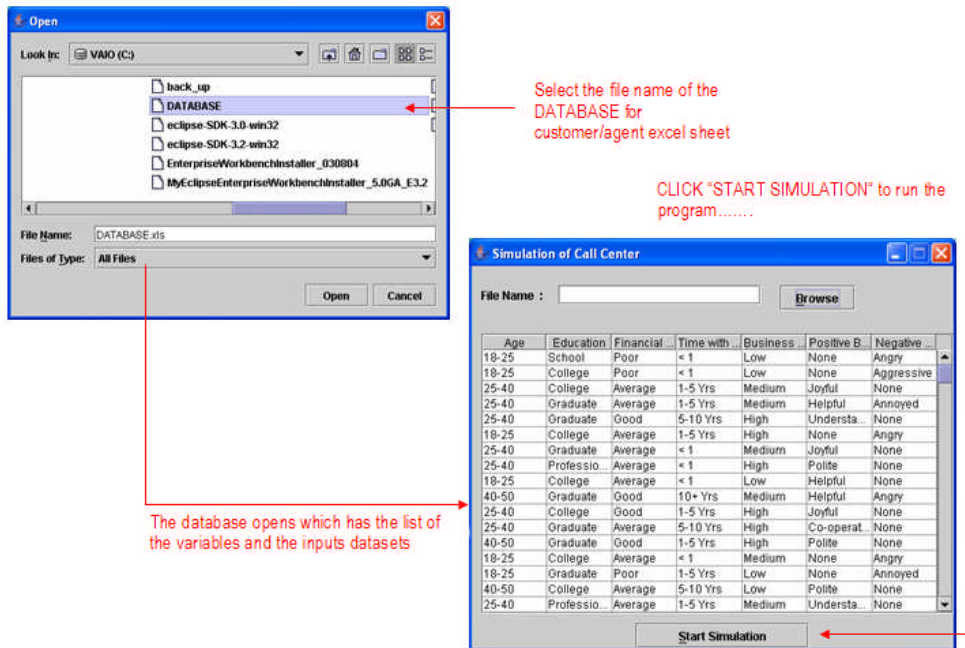 Open
Look In: VAIO (C:)
back_up
DATABASE
eclipse-SDK-3.0-win32
eclipse-SDK-3.2-win32
EnterpriseWorkbenchInstaller_030804
MyEclipseEnterpriseWorkbenchInstaller_5.0GA_E3.2
File Name: DATABASE.xls
Files of Type: All Files
Open Cancel
Select the file name of the
DATABASE for
customer/agent excel sheet
CLICK "START SIMULATION" to run the
program.......
Simulation of Call Center
File Name : Browse
Age Education Financial ... Time with ... Business ... Positive B... Negative ...
18-25 School Poor < 1 Low None Angry
18-25 College Poor < 1 Low None Aggressive
25-40 College Average 1-5 Yrs Medium Joyful None
25-40 Graduate Average 1-5 Yrs Medium Helpful Annoyed
25-40 Graduate Good 5-10 Yrs High Understa... None
18-25 College Average 1-5 Yrs High None Angry
25-40 Graduate Average < 1 Medium Joyful None
25-40 Professio... Average < 1 High Polite None
18-25 College Average < 1 Low Helpful None
40-50 Graduate Good 10+ Yrs Medium Helpful Angry
25-40 College Good 1-5 Yrs High Joyful None
25-40 Graduate Average 5-10 Yrs High Co-operat... None
40-50 Graduate Good 1-5 Yrs High Polite None
18-25 College Average < 1 Medium None Angry
18-25 Graduate Poor 1-5 Yrs Low None Annoyed
40-50 College Average 5-10 Yrs Low Polite None
25-40 Professio... Average 1-5 Yrs Medium Understa... None
Start Simulation
The database opens which has the list of
the variables and the inputs datasets